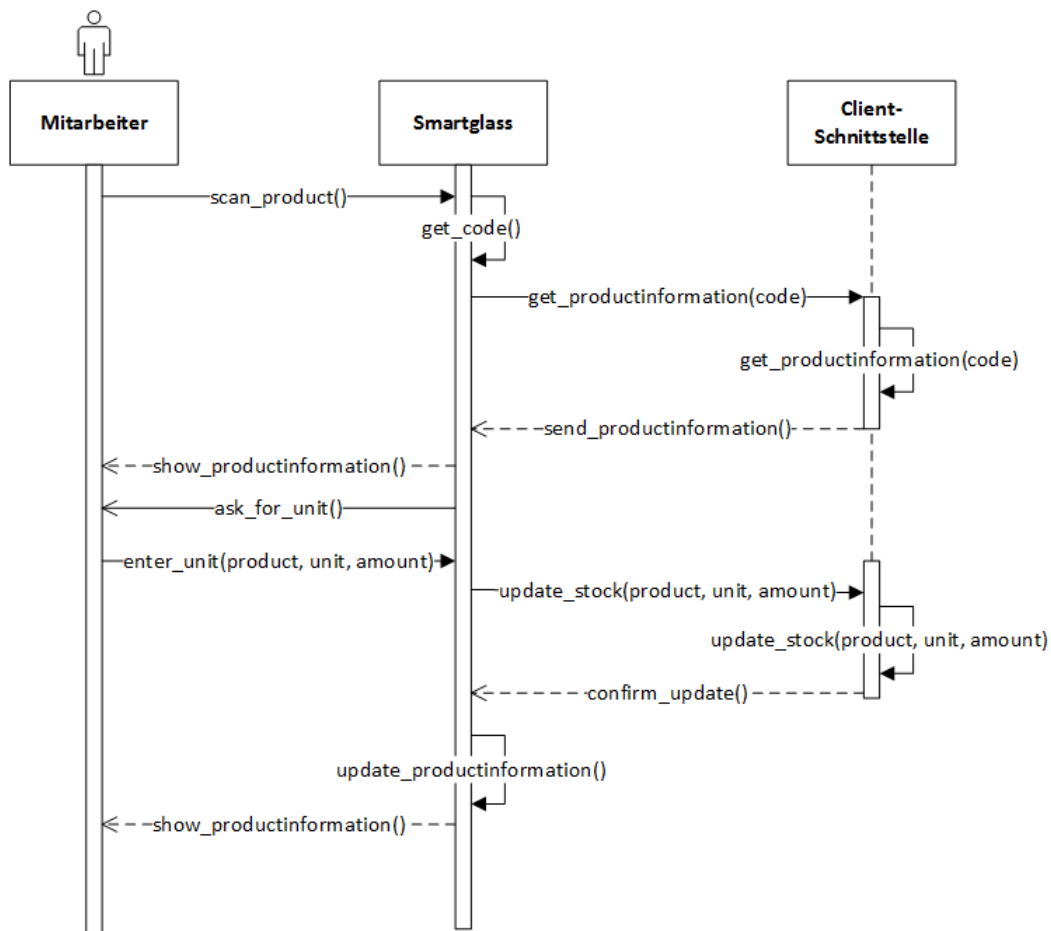 Mitarbeiter
Smartglass
Client-
Schnittstelle
scan_product()
get_code()
get_productinformation(code)
get_productinformation(code)
send_productinformation()
show_productinformation()
ask_for_unit()
enter_unit(product, unit, amount)
update_stock(product, unit, amount)
update_stock(product, unit, amount)
confirm_update()
update_productinformation()
show_productinformation()